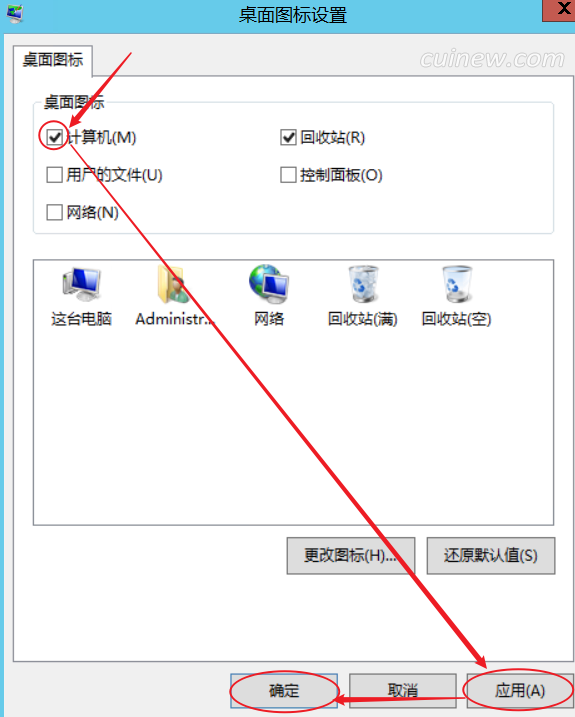 桌面图标设置
X
桌面图标
cuinew.com
桌面图标
计算机(M)
回收站(R)
用户的文件(U)
控制面板(O)
网络(N)
这台电脑
Administr...
网络
回收站(满)
回收站(空)
更改图标(H)...
还原默认值(S)
确定
取消
应用(A)